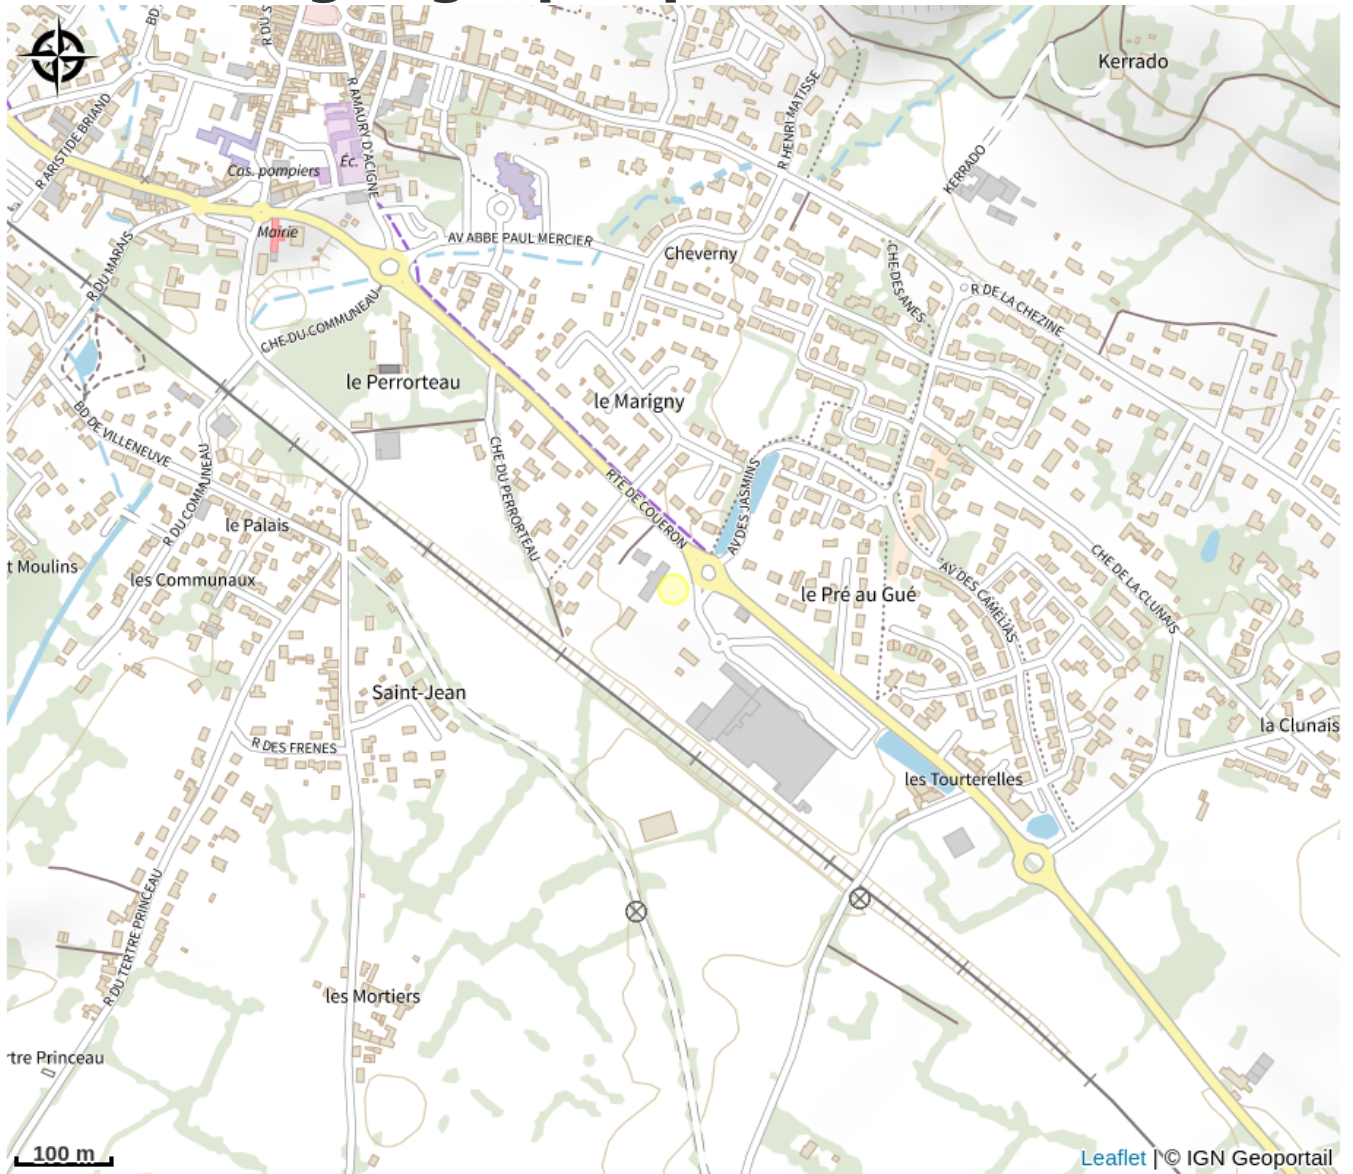 BD
R DU S
Kerrado
R AMAURY D'ACIGNE
R HENRI MATISSE
R ARISTIDE BRIAND
Éc.
Cas. pompiers
KERRADO
Mairie
AV ABBE PAUL MERCIER
Cheverny
R DU MARAIS
CHE DES ANES
R DE LA CHEZINE
CHE DU COMMUNEAU
le Perrorteau
le Marigny
BD DE VILLENEUVE
R DU COMMUNEAU
CHE DU PERRORTEAU
RTE DE COUERON
AV DES JASMINS
le Palais
t Moulins
les Communaux
le Pré au Gué
AV DES CAMELIAS
CHE DE LA CLUNAIS
Saint-Jean
la Clunais
R DES FRENES
les Tourterelles
R DU TERTRE PRINCEAU
les Mortiers
rtre Princeau
100 m
Leaflet | © IGN Geoportail